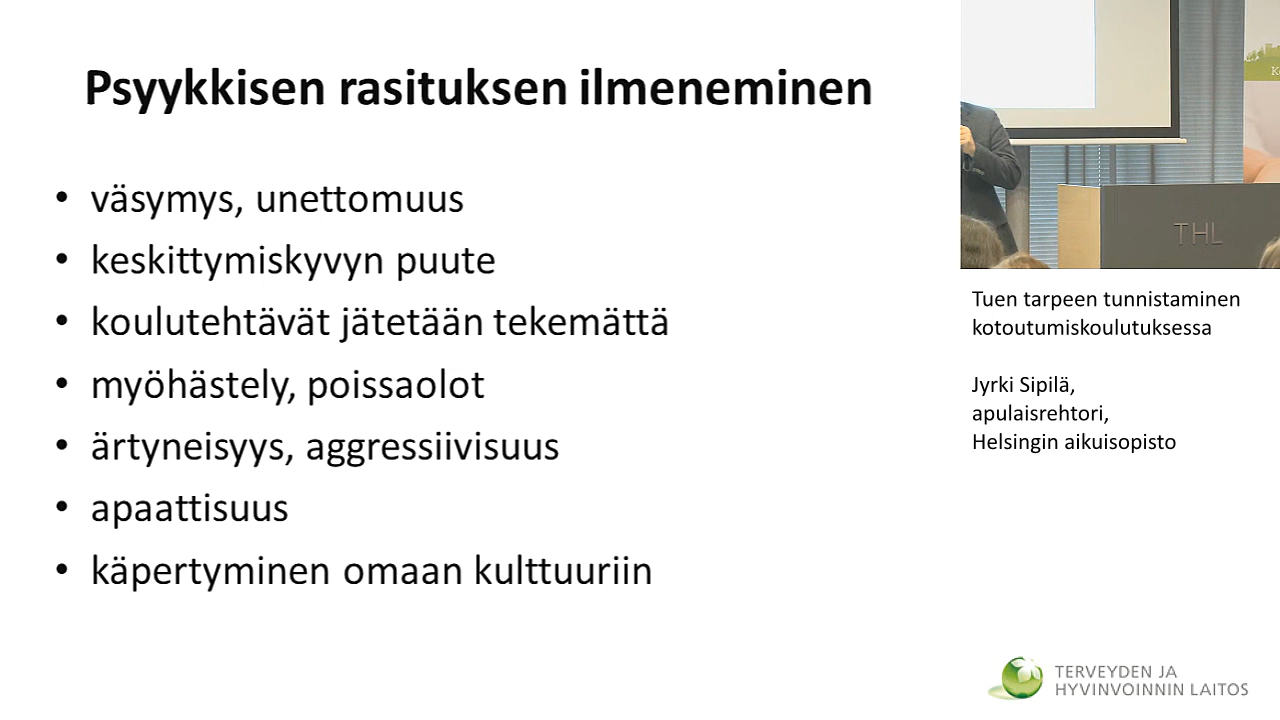 Psyykkisen rasituksen ilmeneminen
• väsymys, unettomuus
• keskittymiskyvyn puute
• koulutehtävät jätetään tekemättä
• myöhästely, poissaolot
• ärtyneisyys, aggressiivisuus
• apaattisuus
• käpertyminen omaan kulttuuriin
THL
Tuen tarpeen tunnistaminen
kotoutumiskoulutuksessa
Jyrki Sipilä,
apulaisrehtori,
Helsingin aikuisopisto
TERVEYDEN JA
HYVINVOINNIN LAITOS